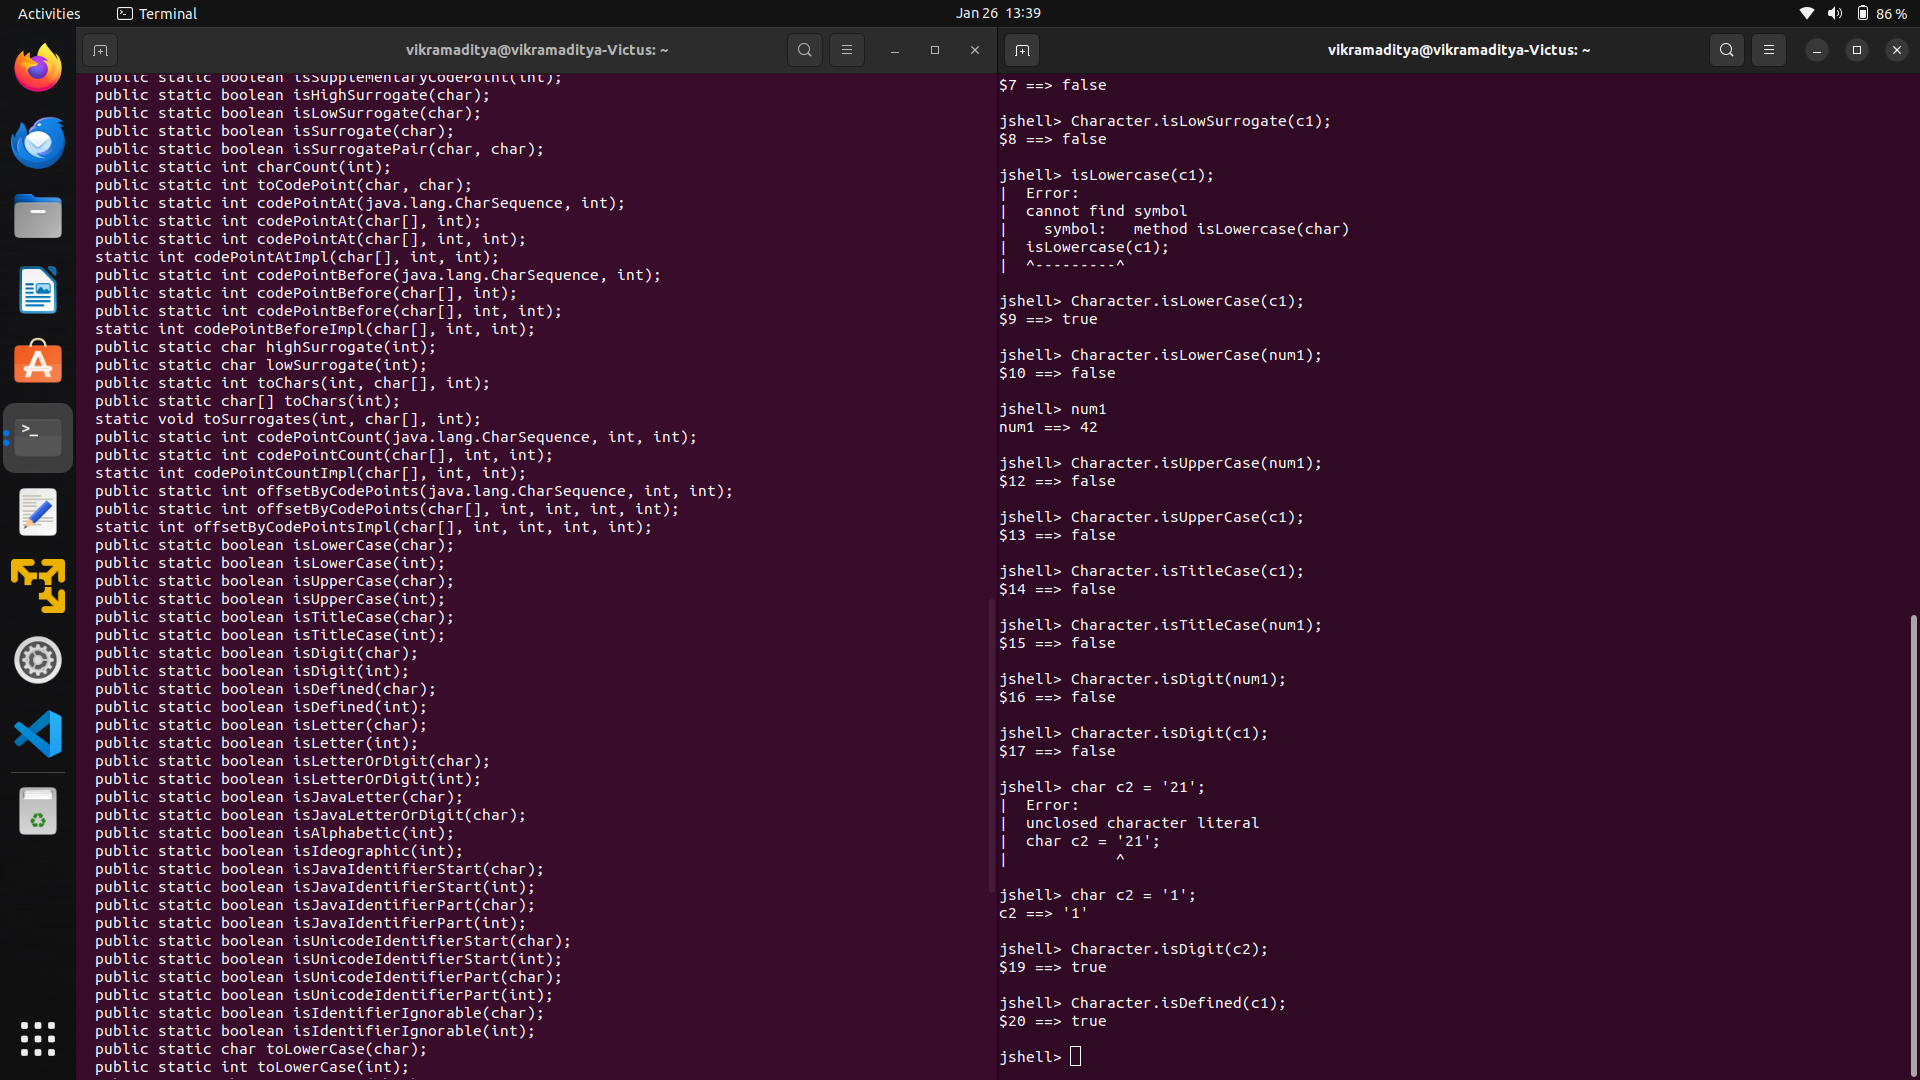 Activities
Terminal
Jan 26 13:39
86 %
vikramaditya@vikramaditya-Victus: ~
public static boolean isSupplementaryCodePoint(int);
public static boolean isHighSurrogate(char);
public static boolean isLowSurrogate(char);
public static boolean isSurrogate(char);
public static boolean isSurrogatePair(char, char);
public static int charCount(int);
public static int toCodePoint(char, char);
public static int codePointAt(java.lang.CharSequence, int);
public static int codePointAt(char[], int);
public static int codePointAt(char[], int, int);
static int codePointAtImpl(char[], int, int);
public static int codePointBefore(java.lang.CharSequence, int);
public static int codePointBefore(char[], int);
public static int codePointBefore(char[], int, int);
static int codePointBeforeImpl(char[], int, int);
public static char highSurrogate(int);
public static char lowSurrogate(int);
public static int toChars(int, char[], int);
public static char[] toChars(int);
static void toSurrogates(int, char[], int);
public static int codePointCount(java.lang.CharSequence, int, int);
public static int codePointCount(char[], int, int);
static int codePointCountImpl(char[], int, int);
public static int offsetByCodePoints(java.lang.CharSequence, int, int);
public static int offsetByCodePoints(char[], int, int, int, int);
static int offsetByCodePointsImpl(char[], int, int, int, int);
public static boolean isLowerCase(char);
public static boolean isLowerCase(int);
public static boolean isUpperCase(char);
public static boolean isUpperCase(int);
public static boolean isTitleCase(char);
public static boolean isTitleCase(int);
public static boolean isDigit(char);
public static boolean isDigit(int);
public static boolean isDefined(char);
public static boolean isDefined(int);
public static boolean isLetter(char);
public static boolean isLetter(int);
public static boolean isLetterOrDigit(char);
public static boolean isLetterOrDigit(int);
public static boolean isJavaLetter(char);
public static boolean isJavaLetterOrDigit(char);
public static boolean isAlphabetic(int);
public static boolean isIdeographic(int);
public static boolean isJavaIdentifierStart(char);
public static boolean isJavaIdentifierStart(int);
public static boolean isJavaIdentifierPart(char);
public static boolean isJavaIdentifierPart(int);
public static boolean isUnicodeIdentifierStart(char);
public static boolean isUnicodeIdentifierStart(int);
public static boolean isUnicodeIdentifierPart(char);
public static boolean isUnicodeIdentifierPart(int);
public static boolean isIdentifierIgnorable(char);
public static boolean isIdentifierIgnorable(int);
public static char toLowerCase(char);
public static int toLowerCase(int);
vikramaditya@vikramaditya-Victus: ~
$7 ==> false
jshell> Character.isLowSurrogate(c1);
$8 ==> false
jshell> isLowercase(c1);
|  Error:
|  cannot find symbol
|    symbol:   method isLowercase(char)
|  isLowercase(c1);
|  ^---------^
jshell> Character.isLowerCase(c1);
$9 ==> true
jshell> Character.isLowerCase(num1);
$10 ==> false
jshell> num1
num1 ==> 42
jshell> Character.isUpperCase(num1);
$12 ==> false
jshell> Character.isUpperCase(c1);
$13 ==> false
jshell> Character.isTitleCase(c1);
$14 ==> false
jshell> Character.isTitleCase(num1);
$15 ==> false
jshell> Character.isDigit(num1);
$16 ==> false
jshell> Character.isDigit(c1);
$17 ==> false
jshell> char c2 = '21';
|  Error:
|  unclosed character literal
|  char c2 = '21';
|            ^
jshell> char c2 = '1';
c2 ==> '1'
jshell> Character.isDigit(c2);
$19 ==> true
jshell> Character.isDefined(c1);
$20 ==> true
jshell>